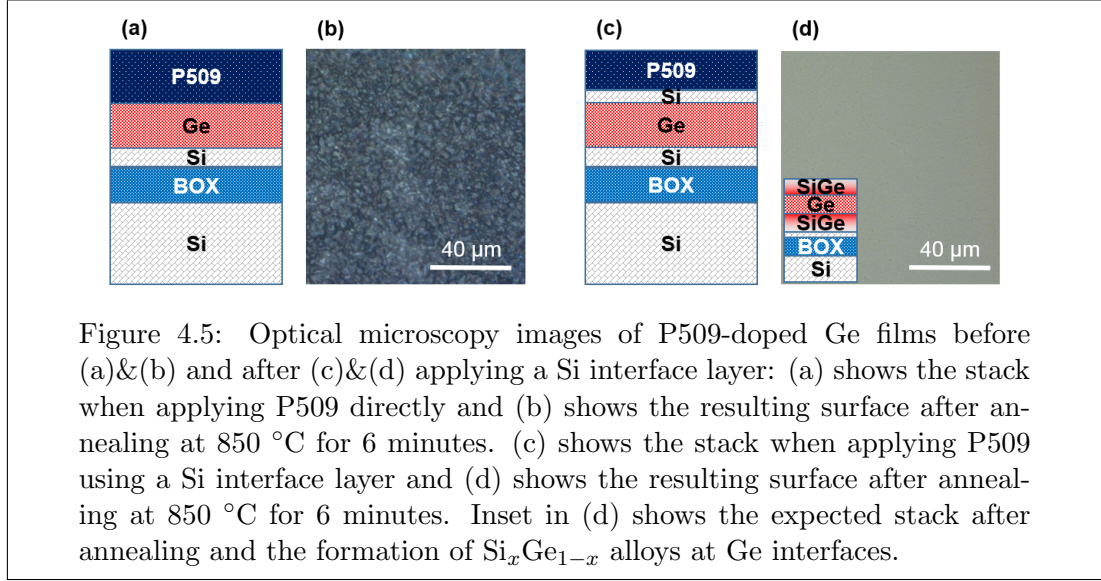 (a) (b) (c) (d)
P509
Ge
Si
BOX
Si
40 µm
P509
Si
Ge
Si
BOX
Si
SiGe
Ge
SiGe
BOX
Si
40 µm
Figure 4.5: Optical microscopy images of P509-doped Ge films before
(a)&(b) and after (c)&(d) applying a Si interface layer: (a) shows the stack
when applying P509 directly and (b) shows the resulting surface after an-
nealing at 850 °C for 6 minutes. (c) shows the stack when applying P509
using a Si interface layer and (d) shows the resulting surface after anneal-
ing at 850 °C for 6 minutes. Inset in (d) shows the expected stack after
annealing and the formation of SiₓGe₁₋ₓ alloys at Ge interfaces.